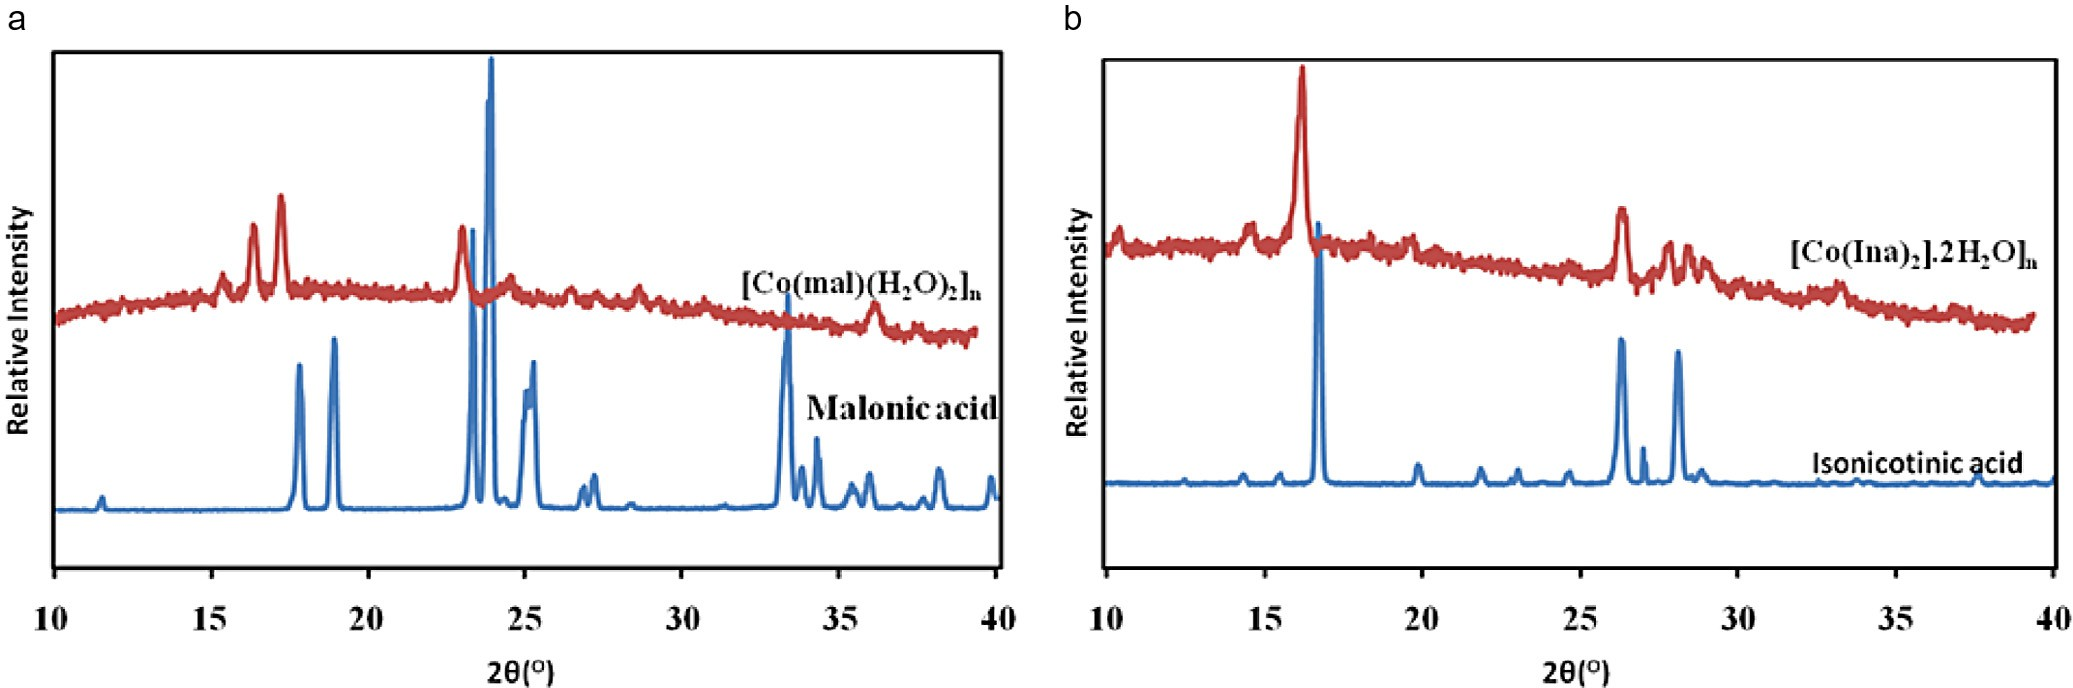 a
Relative Intensity
[Co(mal)(H₂O)₂]ₙ
Malonic acid
10 15 20 25 30 35 40
2θ(°)
b
Relative Intensity
[Co(Ina)₂].2H₂O]ₙ
Isonicotinic acid
10 15 20 25 30 35 40
2θ(°)